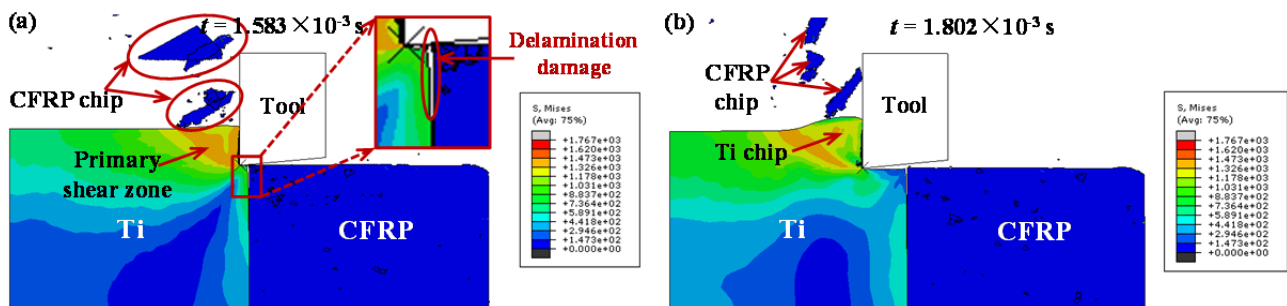 (a)
t = 1.583×10⁻³ s
Delamination
damage
CFRP chip
Tool
Primary
shear zone
Ti
CFRP
S, Mises
(Avg: 75%)
+1.767e+03
+1.620e+03
+1.473e+03
+1.326e+03
+1.178e+03
+1.031e+03
+8.837e+02
+7.364e+02
+5.891e+02
+4.418e+02
+2.946e+02
+1.473e+02
+0.000e+00
(b)
t = 1.802×10⁻³ s
CFRP
chip
Tool
Ti chip
Ti
CFRP
S, Mises
(Avg: 75%)
+1.767e+03
+1.620e+03
+1.473e+03
+1.326e+03
+1.178e+03
+1.031e+03
+8.837e+02
+7.364e+02
+5.891e+02
+4.418e+02
+2.946e+02
+1.473e+02
+0.000e+00